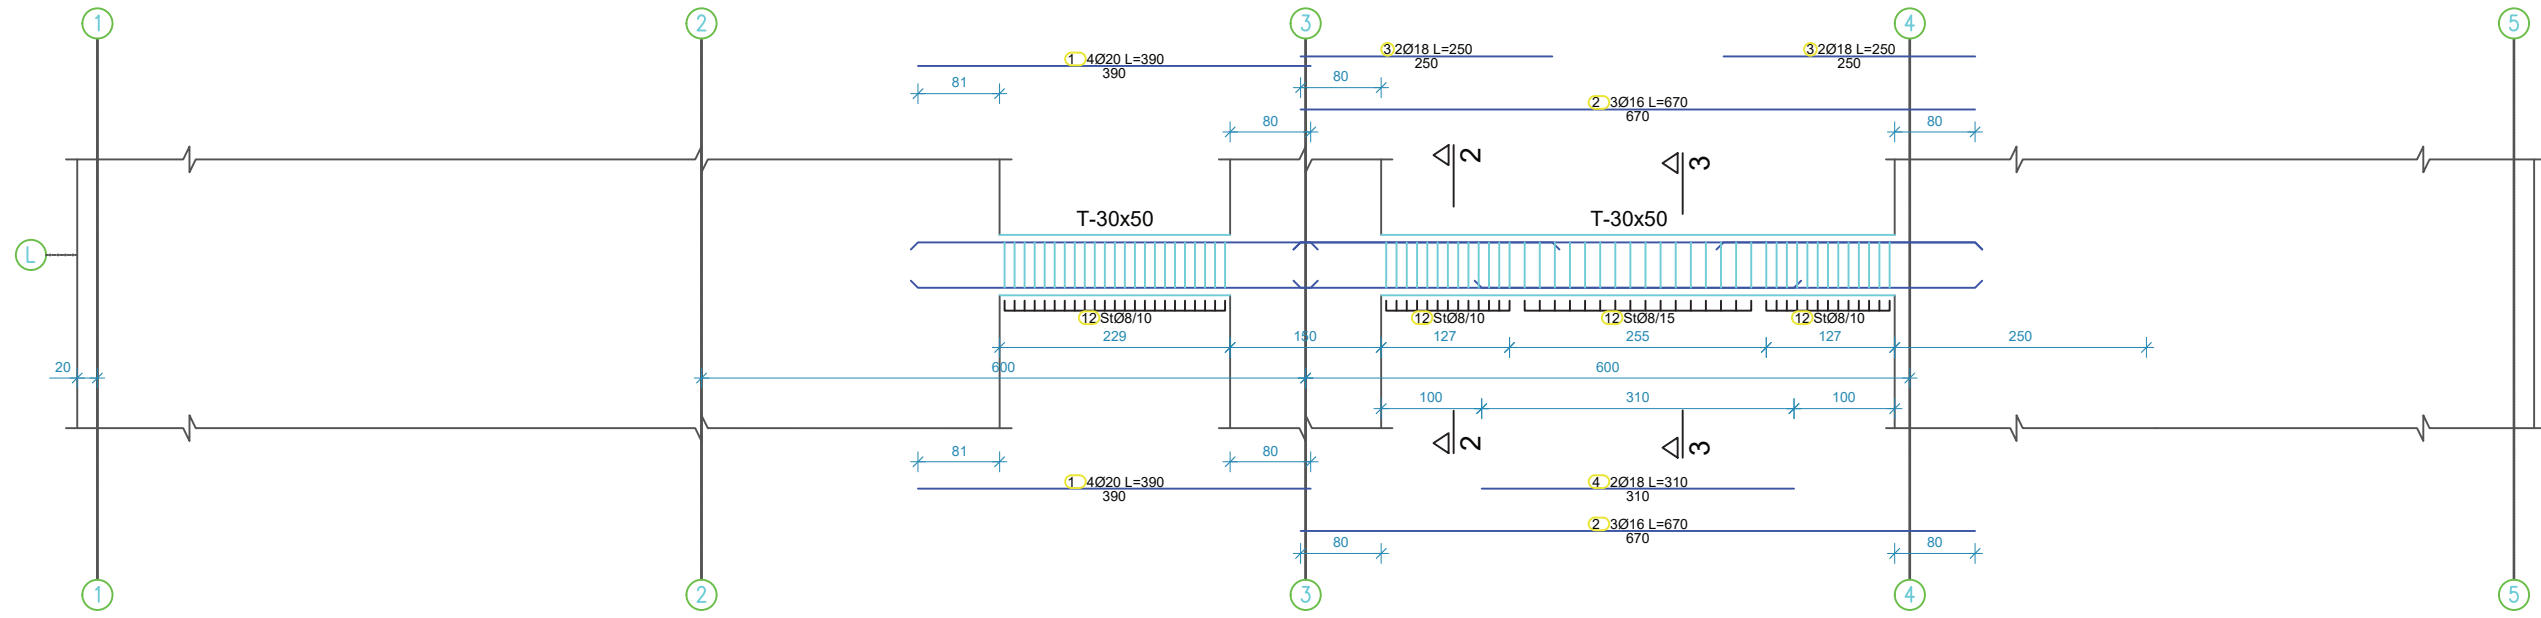 1 2 3 4 5
3 2Ø18 L=250 3 2Ø18 L=250
1 4Ø20 L=390 250 250
390
81 80
2 3Ø16 L=670
670
80 80
2 3
T-30x50 T-30x50
L
12 StØ8/10 12 StØ8/10 12 StØ8/15 12 StØ8/10
229 150 127 255 127 250
20 600 600
100 310 100
2 3
81 80
1 4Ø20 L=390 4 2Ø18 L=310
390 310
2 3Ø16 L=670
670
80 80
1 2 3 4 5